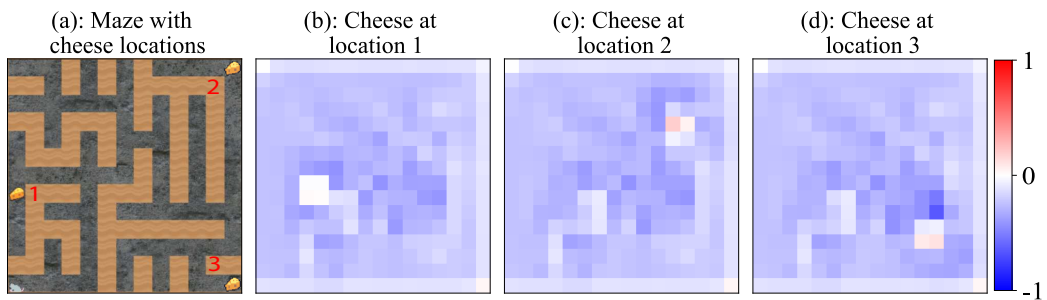 (a): Maze with
cheese locations
(b): Cheese at
location 1
(c): Cheese at
location 2
(d): Cheese at
location 3
2
1
3
1
0
-1